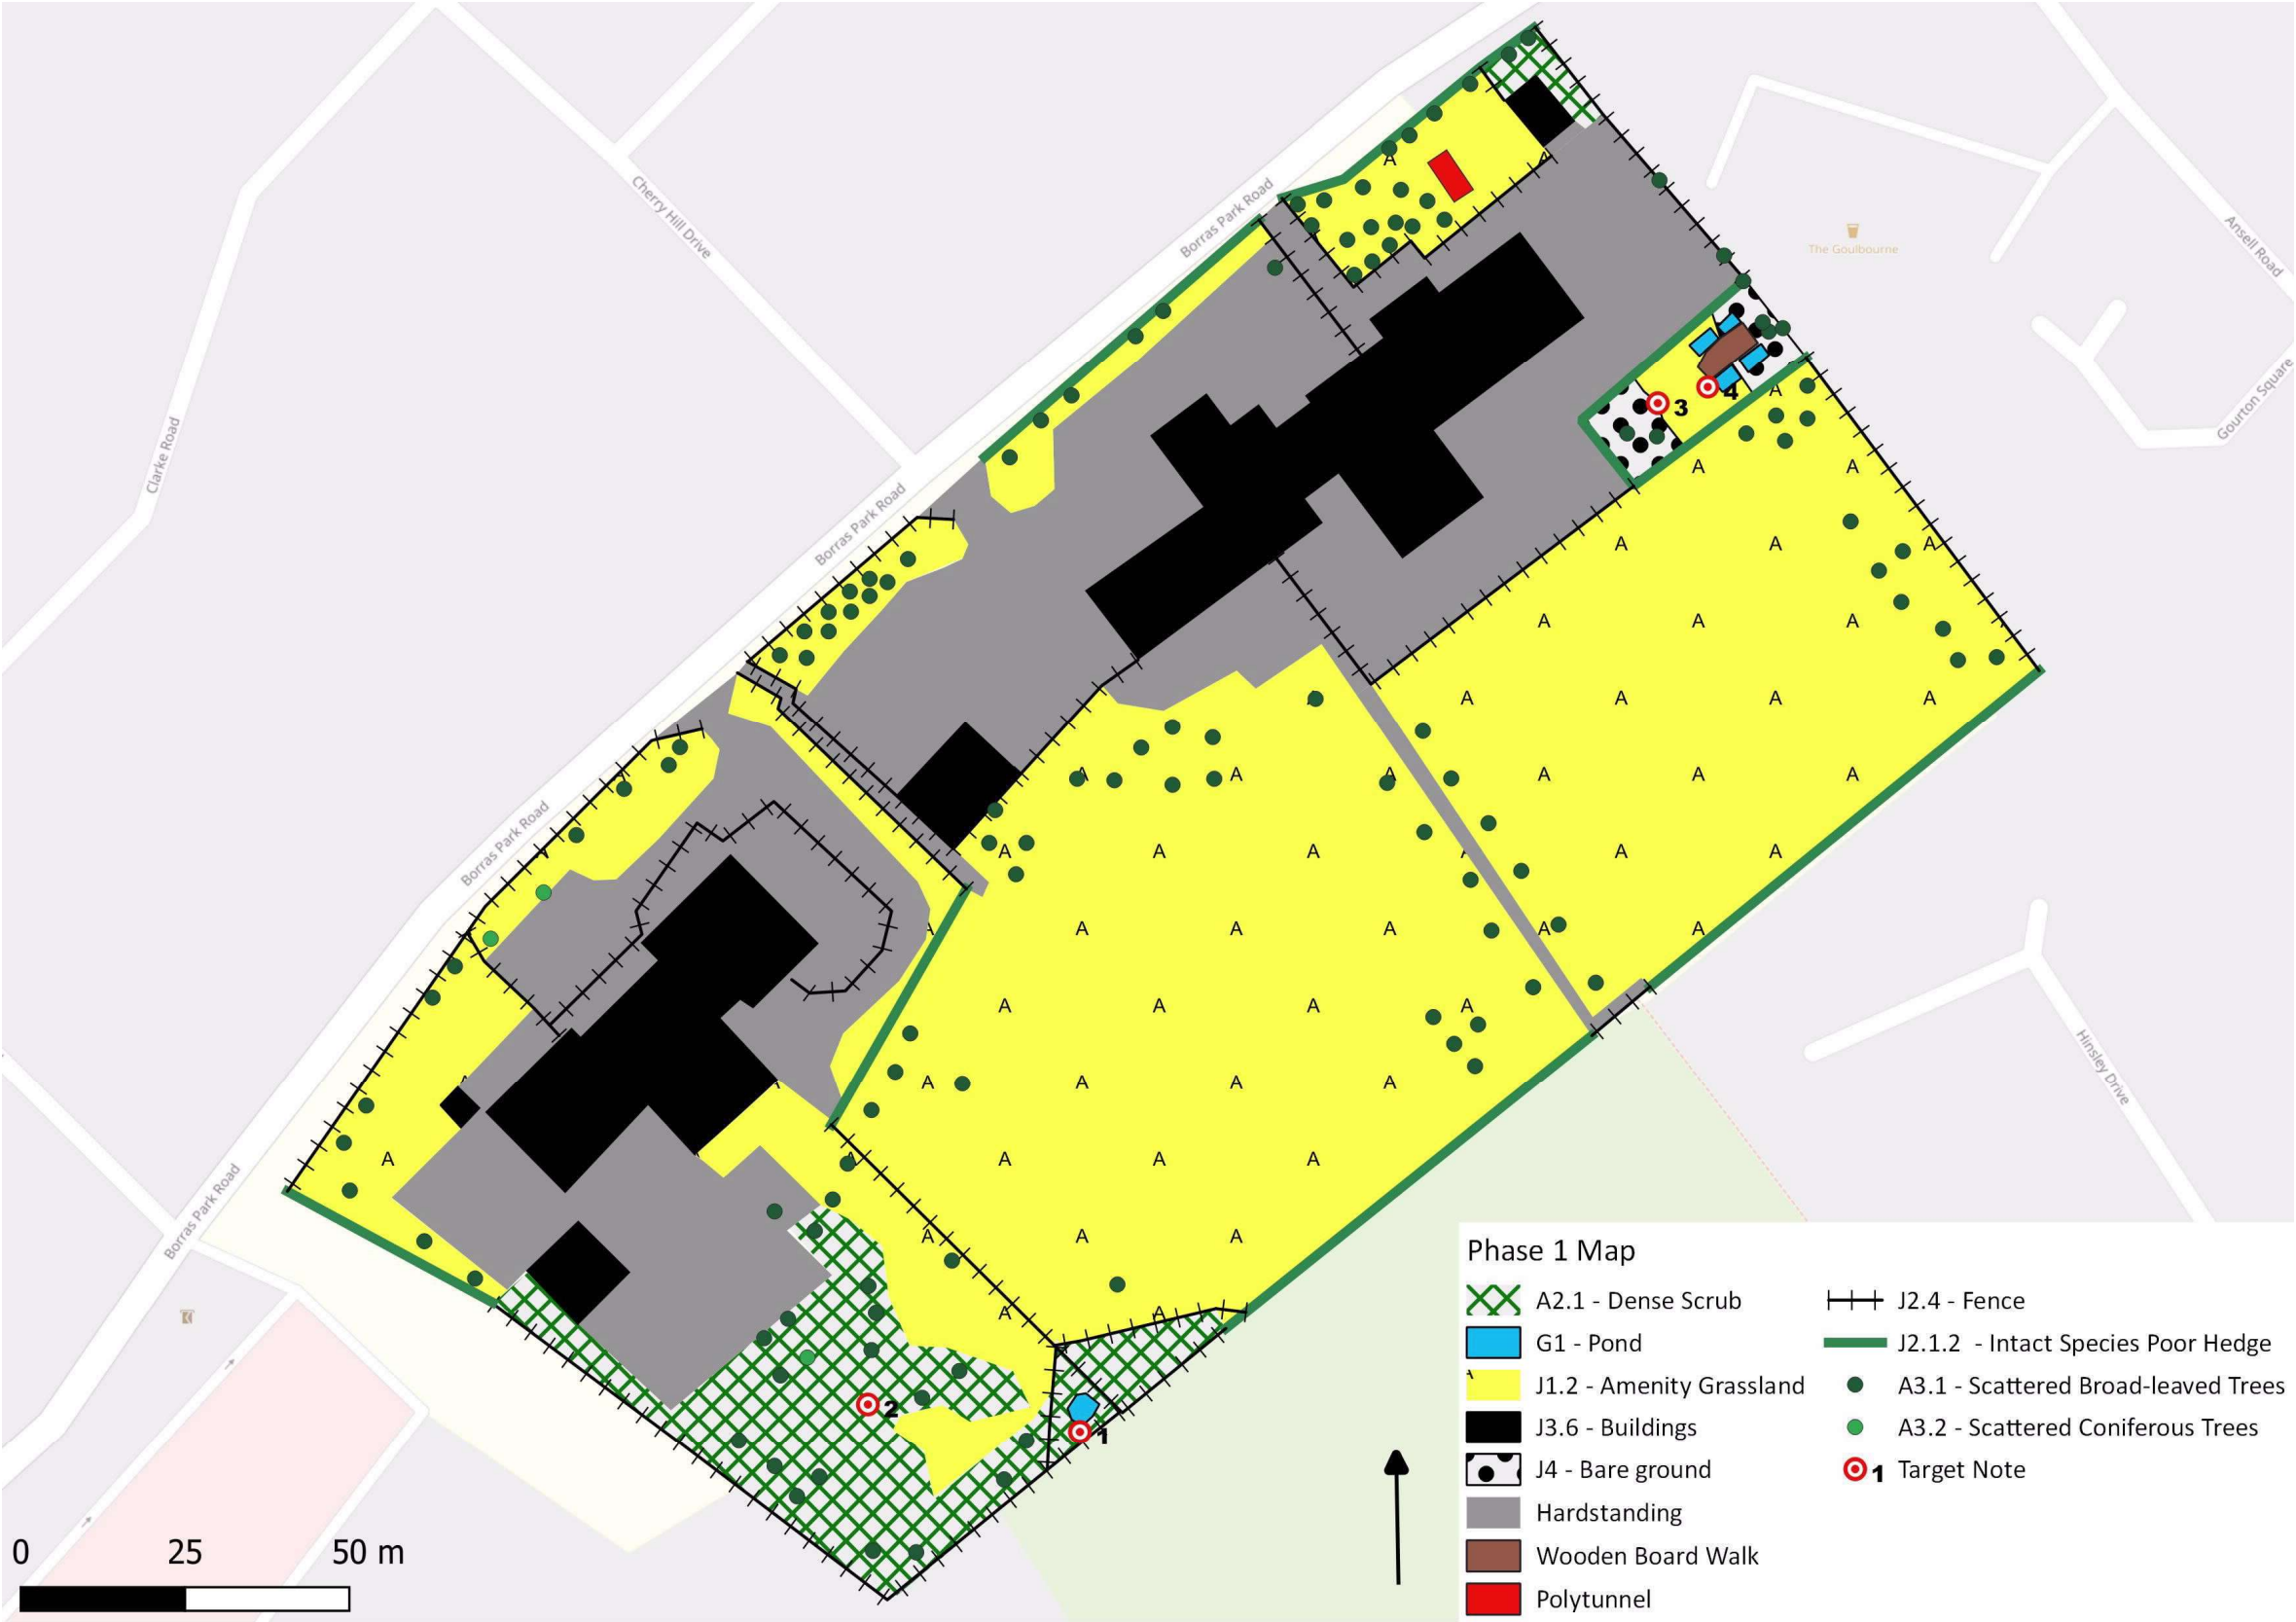 Cherry Hill Drive
Borras Park Road
The Goulbourne
Ansell Road
Gourton Square
Clarke Road
Borras Park Road
Borras Park Road
Borras Park Road
Hinsley Drive
3
4
2
1
0 25 50 m
Phase 1 Map
A2.1 - Dense Scrub
G1 - Pond
A
J1.2 - Amenity Grassland
J3.6 - Buildings
J4 - Bare ground
Hardstanding
Wooden Board Walk
Polytunnel
J2.4 - Fence
J2.1.2 - Intact Species Poor Hedge
A3.1 - Scattered Broad-leaved Trees
A3.2 - Scattered Coniferous Trees
1 Target Note